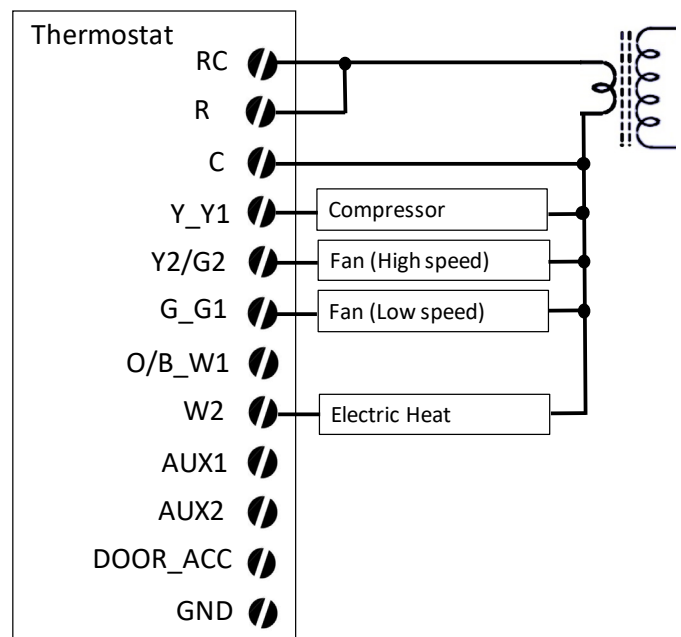 Thermostat
RC
R
C
Y_Y1 Compressor
Y2/G2 Fan (High speed)
G_G1 Fan (Low speed)
O/B_W1
W2 Electric Heat
AUX1
AUX2
DOOR_ACC
GND